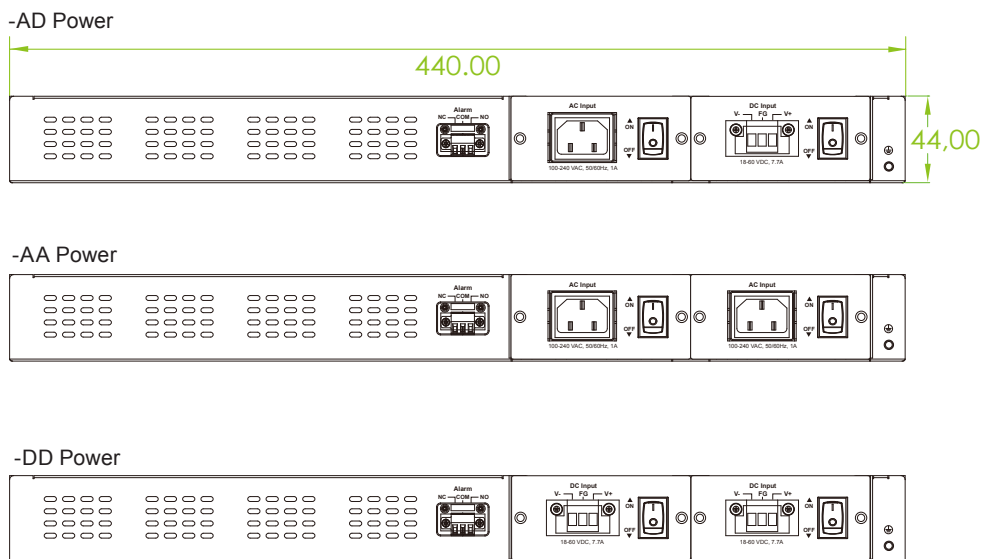 -AD Power
440.00
Alarm
NC COM NO
AC Input
ON
OFF
100-240 VAC, 50/60Hz, 1A
DC Input
V- FG V+
ON
OFF
18-60 VDC, 7.7A
44,00
-AA Power
Alarm
NC COM NO
AC Input
ON
OFF
100-240 VAC, 50/60Hz, 1A
AC Input
ON
OFF
100-240 VAC, 50/60Hz, 1A
-DD Power
Alarm
NC COM NO
DC Input
V- FG V+
ON
OFF
18-60 VDC, 7.7A
DC Input
V- FG V+
ON
OFF
18-60 VDC, 7.7A